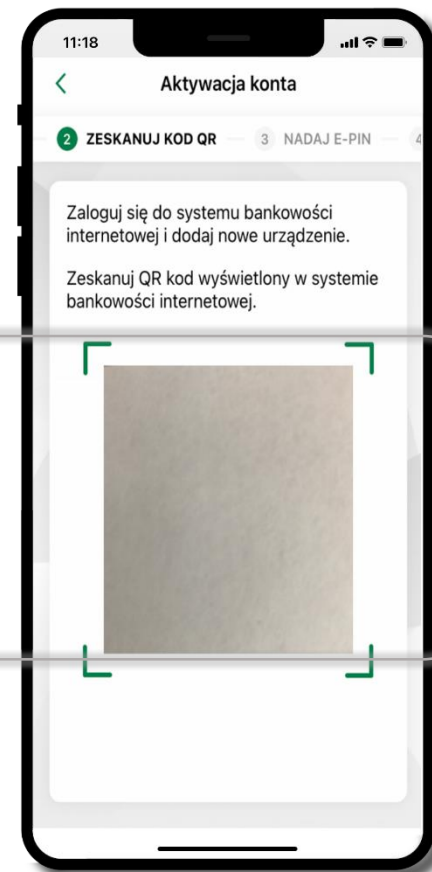 11:18
Aktywacja konta
2 ZESKANUJ KOD QR 3 NADAJ E-PIN 4
Zaloguj się do systemu bankowości
internetowej i dodaj nowe urządzenie.
Zeskanuj QR kod wyświetlony w systemie
bankowości internetowej.